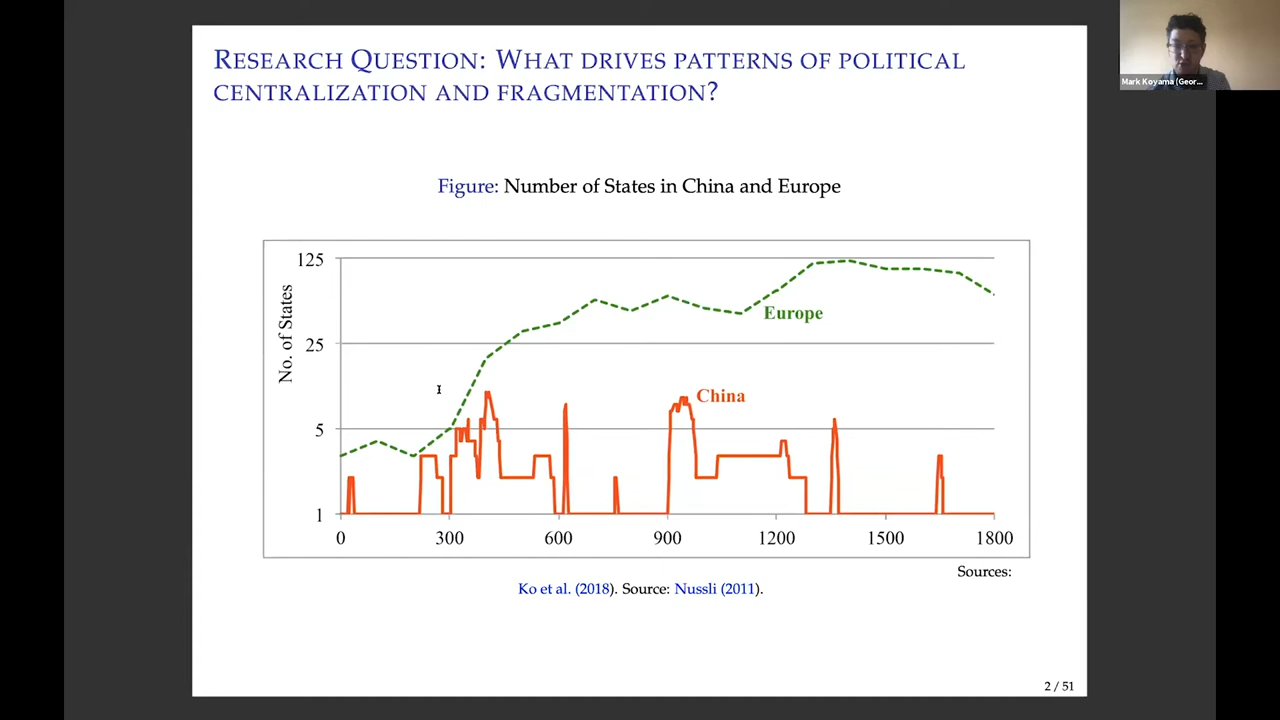 RESEARCH QUESTION: WHAT DRIVES PATTERNS OF POLITICAL
CENTRALIZATION AND FRAGMENTATION?
Mark Koyama (Geor...
Figure: Number of States in China and Europe
125
25
5
1
No. of States
Europe
China
0 300 600 900 1200 1500 1800
Sources:
Ko et al. (2018). Source: Nussli (2011).
2 / 51